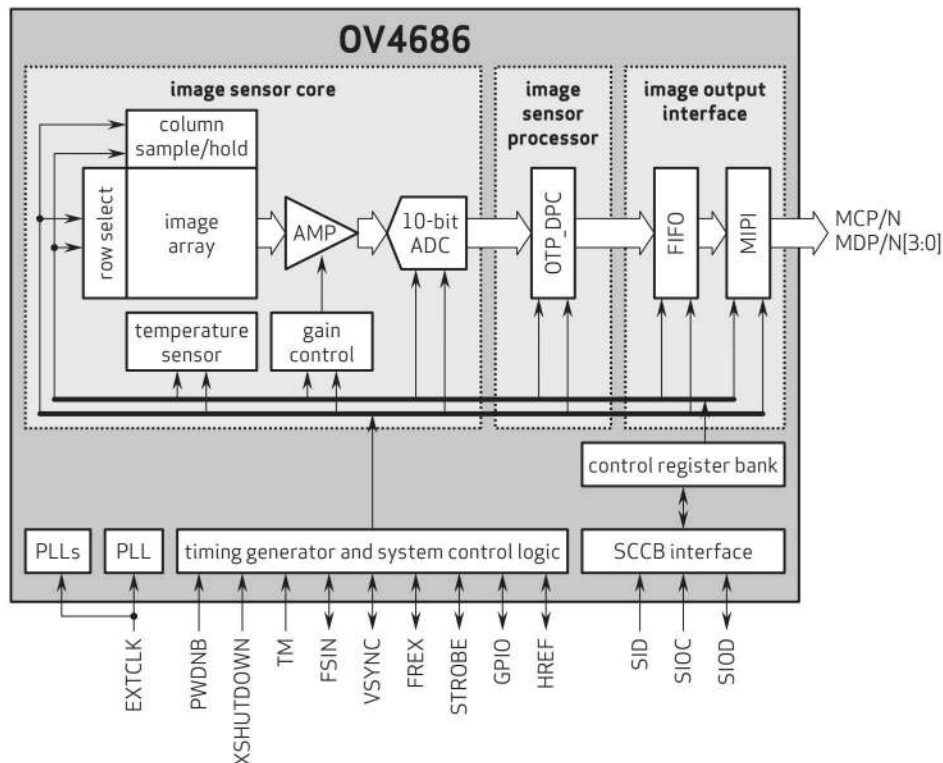 OV4686
image sensor core
image
sensor
processor
image output
interface
column
sample/hold
row select
image
array
AMP
10-bit
ADC
OTP_DPC
FIFO
MIPI
MCP/N
MDP/N[3:0]
temperature
sensor
gain
control
control register bank
PLLs
PLL
timing generator and system control logic
SCCB interface
EXTCLK
PWDNB
XSHUTDOWN
TM
FSIN
VSYNC
FREX
STROBE
GPIO
HREF
SID
SIOC
SIOD